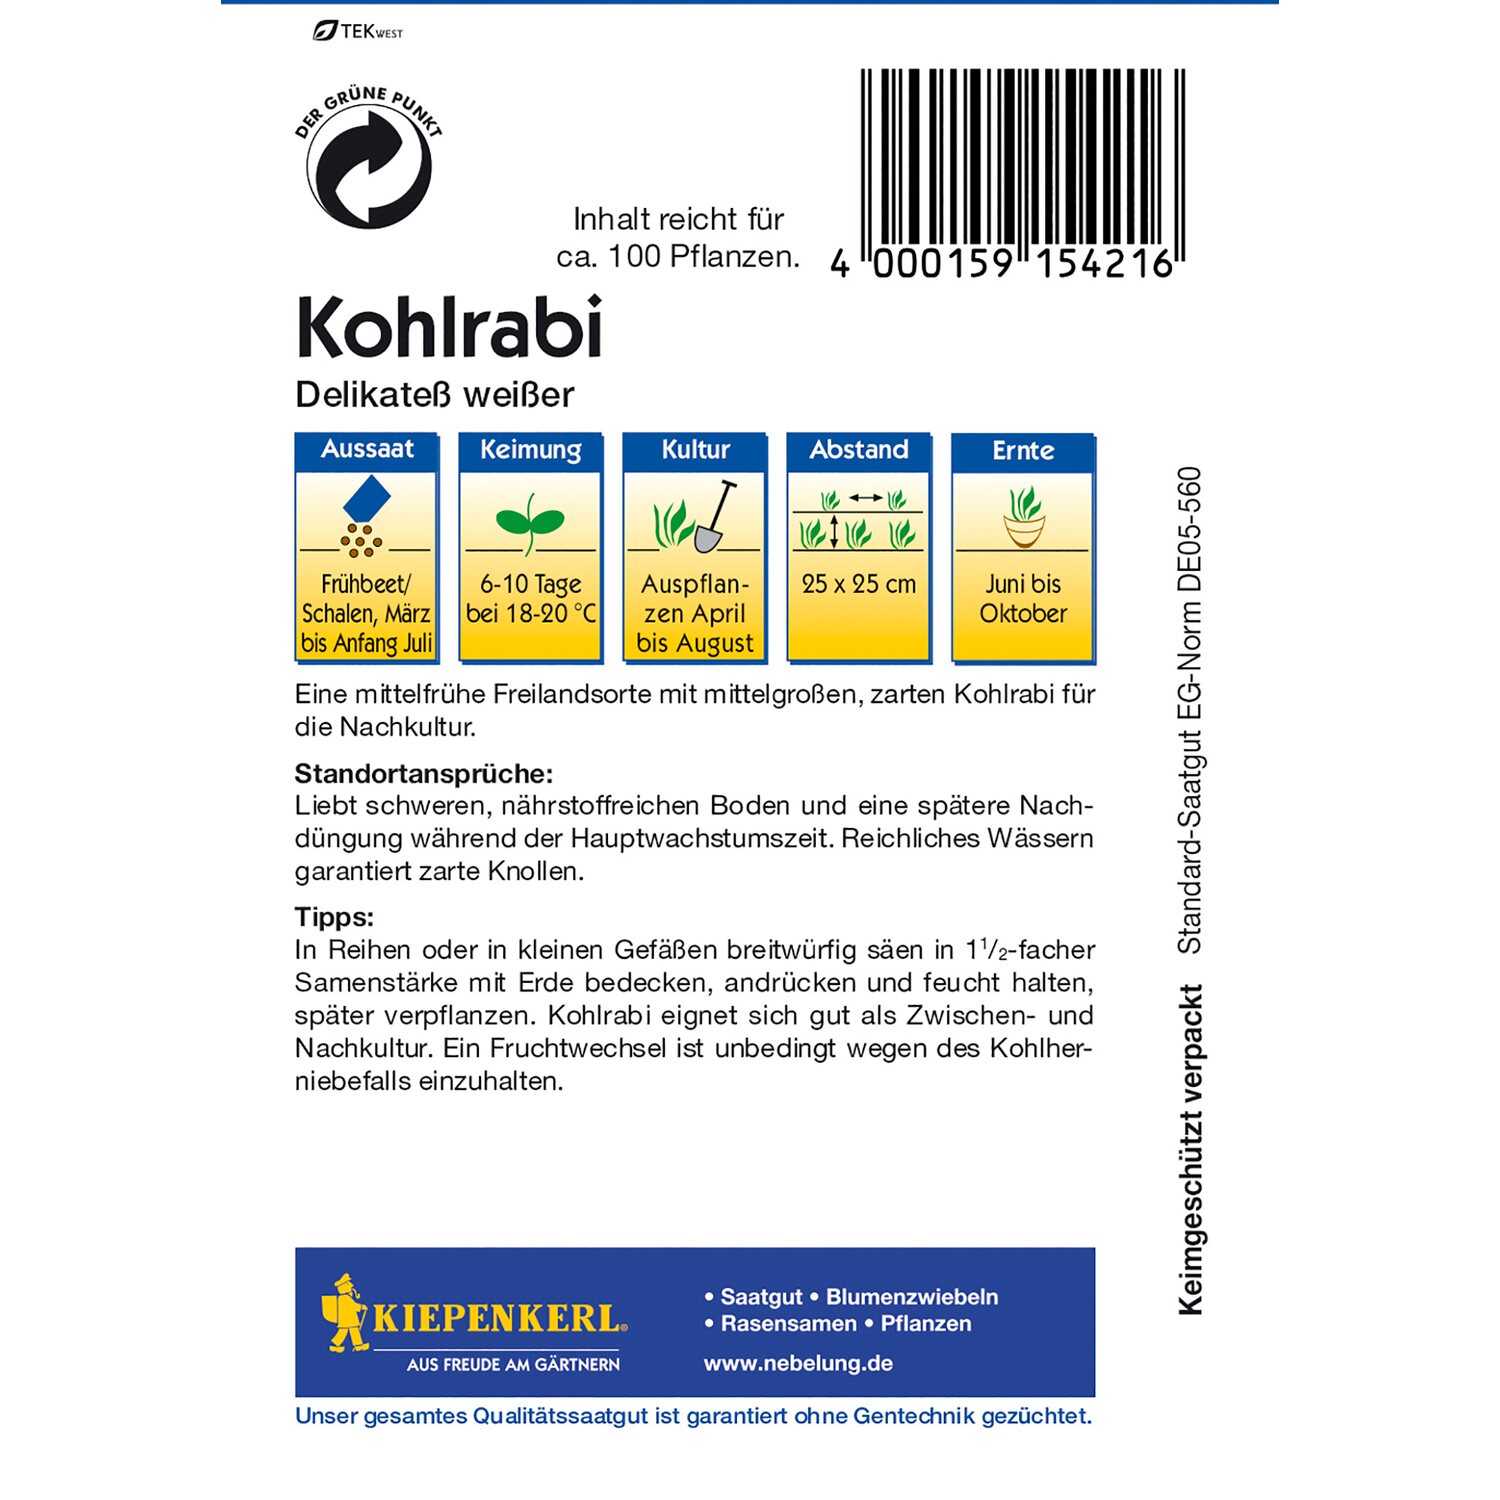 TEKWEST
DER GRÜNE PUNKT
Inhalt reicht für
ca. 100 Pflanzen.
4 000159 154216
Kohlrabi
Delikateß weißer
Aussaat
Frühbeet/
Schalen, März
bis Anfang Juli
Keimung
6-10 Tage
bei 18-20 °C
Kultur
Auspflan-
zen April
bis August
Abstand
25 x 25 cm
Ernte
Juni bis
Oktober
Eine mittelfrühe Freilandsorte mit mittelgroßen, zarten Kohlrabi für
die Nachkultur.
Standortansprüche:
Liebt schweren, nährstoffreichen Boden und eine spätere Nach-
düngung während der Hauptwachstumszeit. Reichliches Wässern
garantiert zarte Knollen.
Tipps:
In Reihen oder in kleinen Gefäßen breitwürfig säen in 1 1/2-facher
Samenstärke mit Erde bedecken, andrücken und feucht halten,
später verpflanzen. Kohlrabi eignet sich gut als Zwischen- und
Nachkultur. Ein Fruchtwechsel ist unbedingt wegen des Kohlher-
niebefalls einzuhalten.
Keimgeschützt verpackt Standard-Saatgut EG-Norm DE05-560
KIEPENKERL®
AUS FREUDE AM GÄRTNERN
• Saatgut • Blumenzwiebeln
• Rasensamen • Pflanzen
www.nebelung.de
Unser gesamtes Qualitätssaatgut ist garantiert ohne Gentechnik gezüchtet.